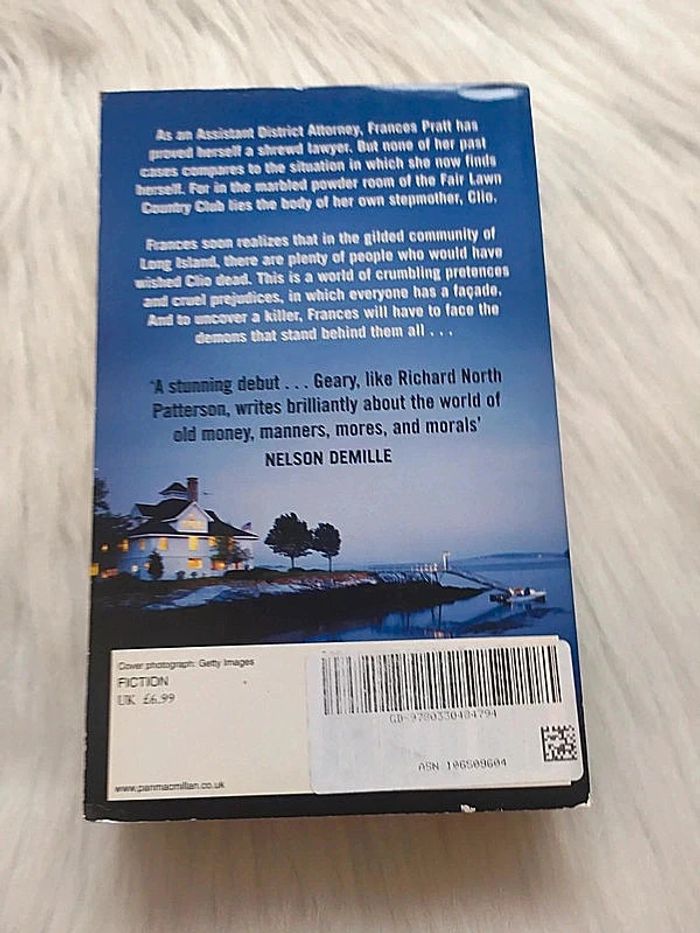 As an Assistant District Attorney, Frances Pratt has
proved herself a shrewd lawyer. But none of her past
cases compares to the situation in which she now finds
herself. For in the marbled powder room of the Fair Lawn
Country Club lies the body of her own stepmother, Clio.
Frances soon realizes that in the gilded community of
Long Island, there are plenty of people who would have
wished Clio dead. This is a world of crumbling pretences
and cruel prejudices, in which everyone has a façade.
And to uncover a killer, Frances will have to face the
demons that stand behind them all . . .
'A stunning debut . . . Geary, like Richard North
Patterson, writes brilliantly about the world of
old money, manners, mores, and morals'
NELSON DEMILLE
Cover photograph: Getty Images
FICTION
UK £6.99
GD-9780330484794
ASN 106509604
www.panmacmillan.co.uk